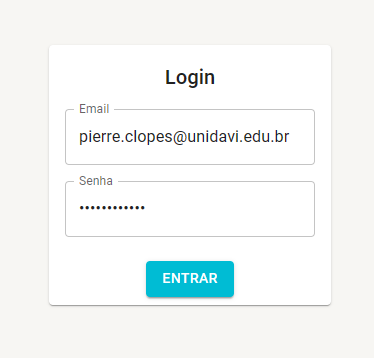 Login
Email
pierre.clopes@unidavi.edu.br
Senha
••••••••••••
ENTRAR